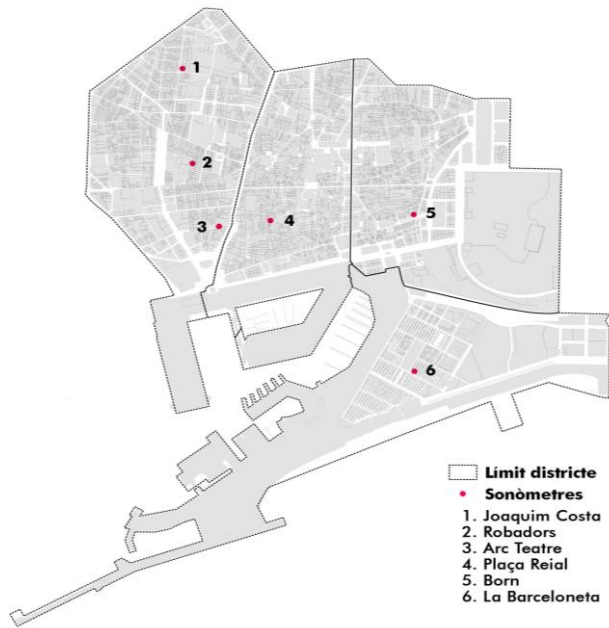 1
2
3
4
5
6
Límit districte
Sonòmetres
1. Joaquim Costa
2. Robadors
3. Arc Teatre
4. Plaça Reial
5. Born
6. La Barceloneta